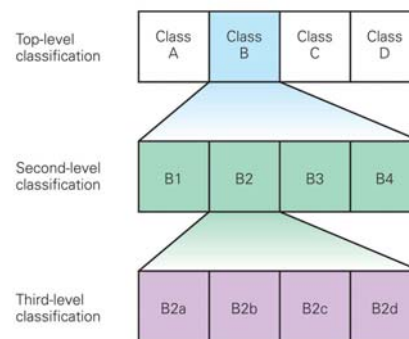 Top-level
classification
Class
A
Class
B
Class
C
Class
D
Second-level
classification
B1
B2
B3
B4
Third-level
classification
B2a
B2b
B2c
B2d